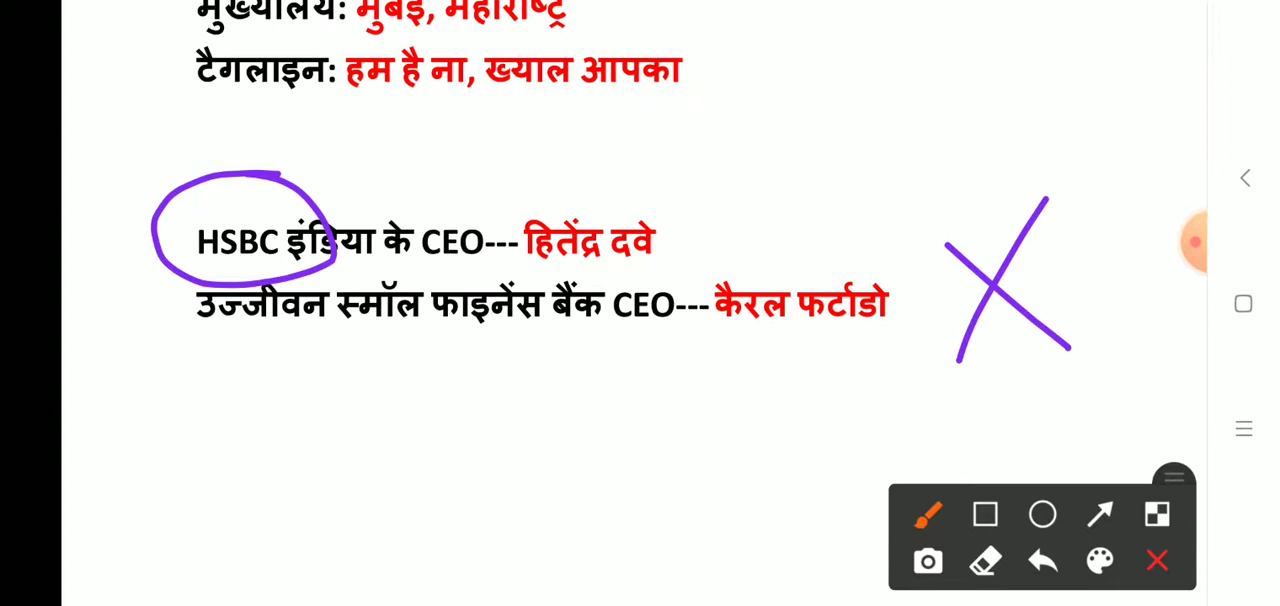 मुख्यालय: मुंबई, महाराष्ट्र
टैगलाइन: हम है ना, ख्याल आपका
HSBC इंडिया के CEO--- हितेंद्र दवे
उज्जीवन स्मॉल फाइनेंस बैंक CEO--- कैरल फर्टाडो